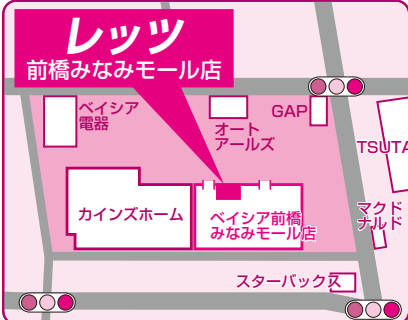 レッツ
前橋みなみモール店
ベイシア
電器
オート
アールズ
GAP
TSUTA
カインズホーム
ベイシア前橋
みなみモール店
マクド
ナルド
スターバックス